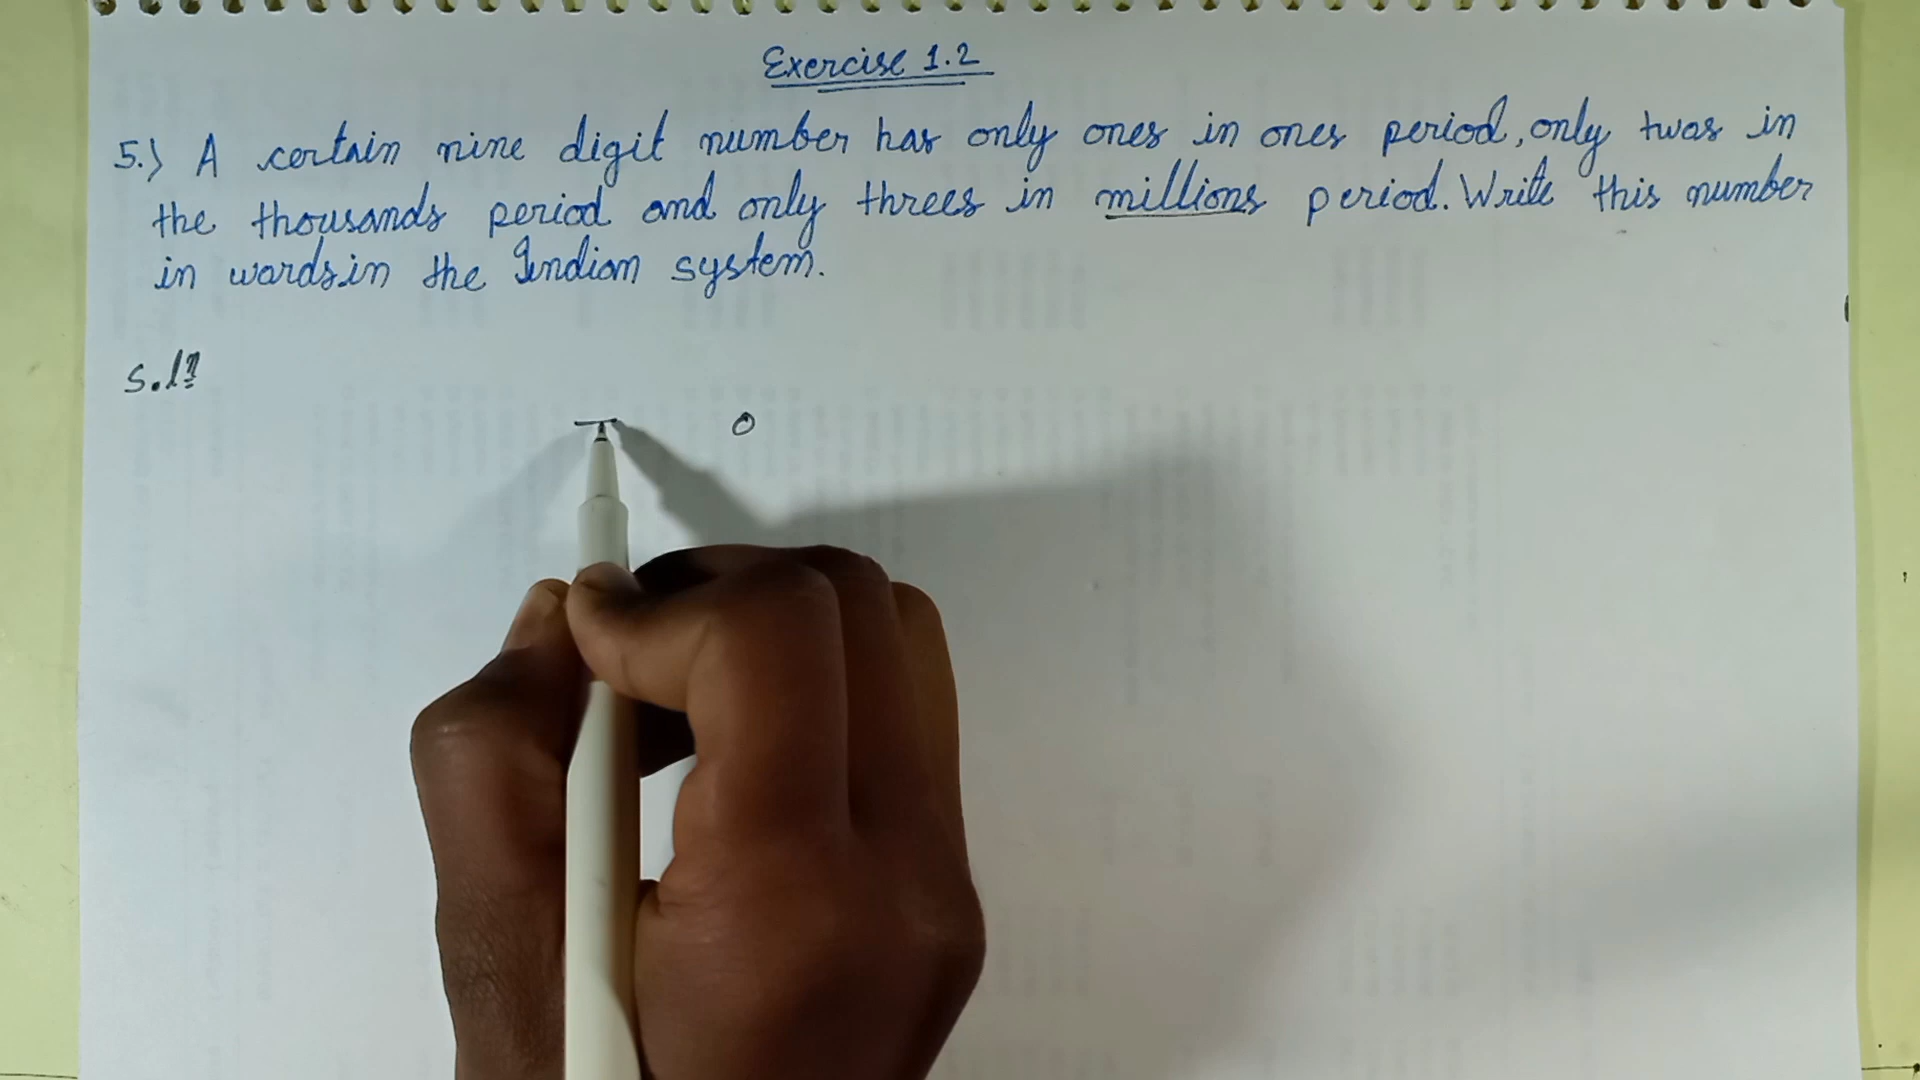 Exercise 1.2
5.) A certain nine digit number has only ones in ones period, only twos in
the thousands period and only threes in millions period. Write this number
in words in the Indian system.
Sol?
T O